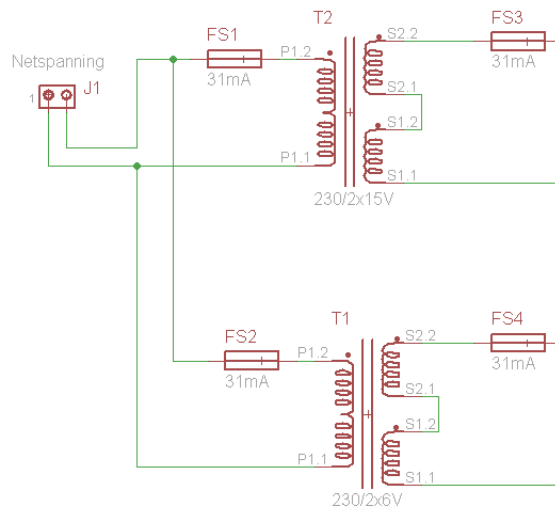 T2
FS3
FS1
P1.2
S2.2
Netspanning
31mA
31mA
J1
S2.1
1
S1.2
P1.1
S1.1
230/2x15V
T1
FS4
FS2
P1.2
S2.2
31mA
31mA
S2.1
S1.2
P1.1
S1.1
230/2x6V